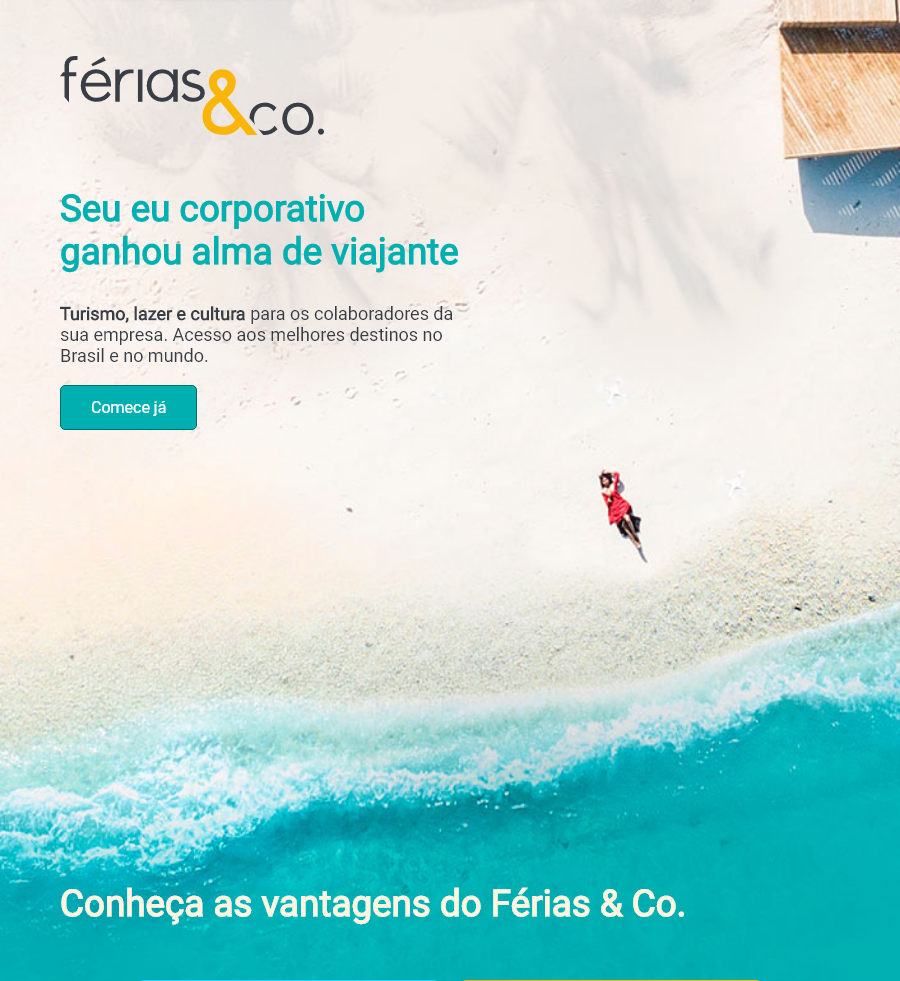 férias&co.
Seu eu corporativo
ganhou alma de viajante
Turismo, lazer e cultura para os colaboradores da
sua empresa. Acesso aos melhores destinos no
Brasil e no mundo.
Comece já
Conheça as vantagens do Férias & Co.